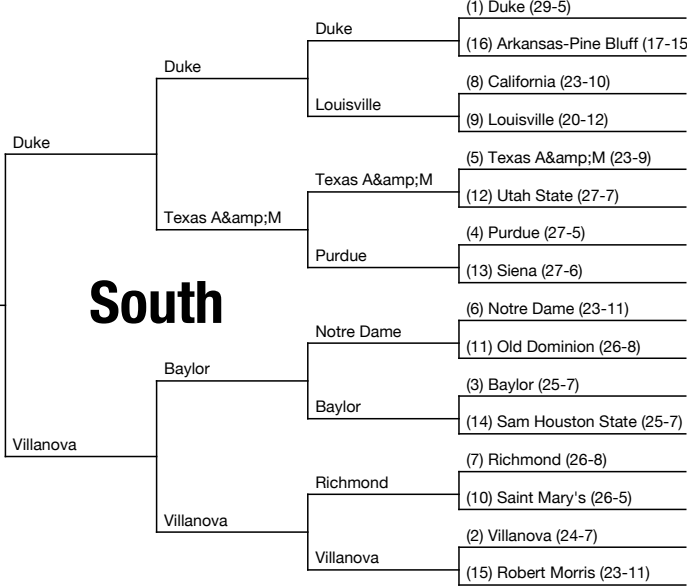 (1) Duke (29-5)
Duke
(16) Arkansas-Pine Bluff (17-15
Duke
(8) California (23-10)
Louisville
(9) Louisville (20-12)
Duke
(5) Texas A&amp;M (23-9)
Texas A&amp;M
(12) Utah State (27-7)
Texas A&amp;M
(4) Purdue (27-5)
Purdue
(13) Siena (27-6)
South
(6) Notre Dame (23-11)
Notre Dame
(11) Old Dominion (26-8)
Baylor
(3) Baylor (25-7)
Baylor
(14) Sam Houston State (25-7)
Villanova
(7) Richmond (26-8)
Richmond
(10) Saint Mary's (26-5)
Villanova
(2) Villanova (24-7)
Villanova
(15) Robert Morris (23-11)